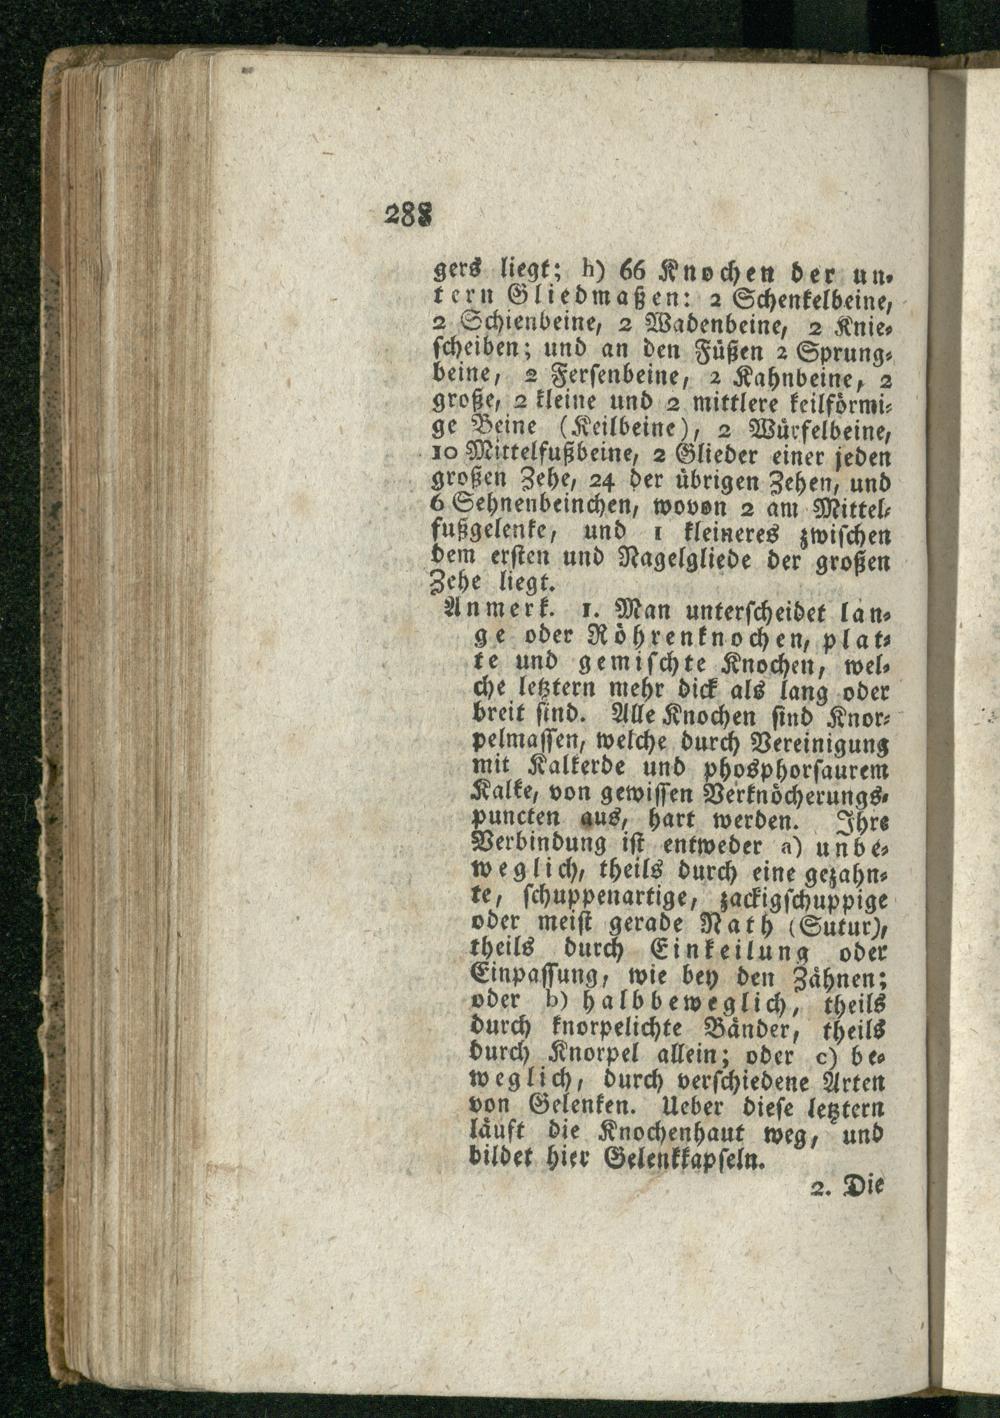 288
gers liegt; h) 66 Knochen der un-
tern Gliedmaßen: 2 Schenkelbeine,
2 Schienbeine, 2 Wadenbeine, 2 Knie-
scheiben; und an den Füßen 2 Sprung-
beine, 2 Fersenbeine, 2 Kahnbeine, 2
große, 2 kleine und 2 mittlere keilförmi-
ge Beine (Keilbeine), 2 Würfelbeine,
10 Mittelfußbeine, 2 Glieder einer jeden
großen Zehe, 24 der übrigen Zehen, und
6 Sehnenbeinchen, wovon 2 am Mittel-
fußgelenke, und 1 kleineres zwischen
dem ersten und Nagelgliede der großen
Zehe liegt.
Anmerk. 1. Man unterscheidet lan-
ge oder Röhrenknochen, plat-
te und gemischte Knochen, wel-
che letztern mehr dick als lang oder
breit sind. Alle Knochen sind Knor-
pelmassen, welche durch Vereinigung
mit Kalkerde und phosphorsaurem
Kalke, von gewissen Verknöcherungs-
puncten aus, hart werden. Ihre
Verbindung ist entweder a) unbe-
weglich, theils durch eine gezahn-
te, schuppenartige, zackigschuppige
oder meist gerade Nath (Sutur),
theils durch Einkeilung oder
Einpassung, wie bey den Zähnen;
oder b) halbbeweglich, theils
durch knorpelichte Bänder, theils
durch Knorpel allein; oder c) be-
weglich, durch verschiedene Arten
von Gelenken. Ueber diese letztern
läuft die Knochenhaut weg, und
bildet hier Gelenkkapseln.
2. Die